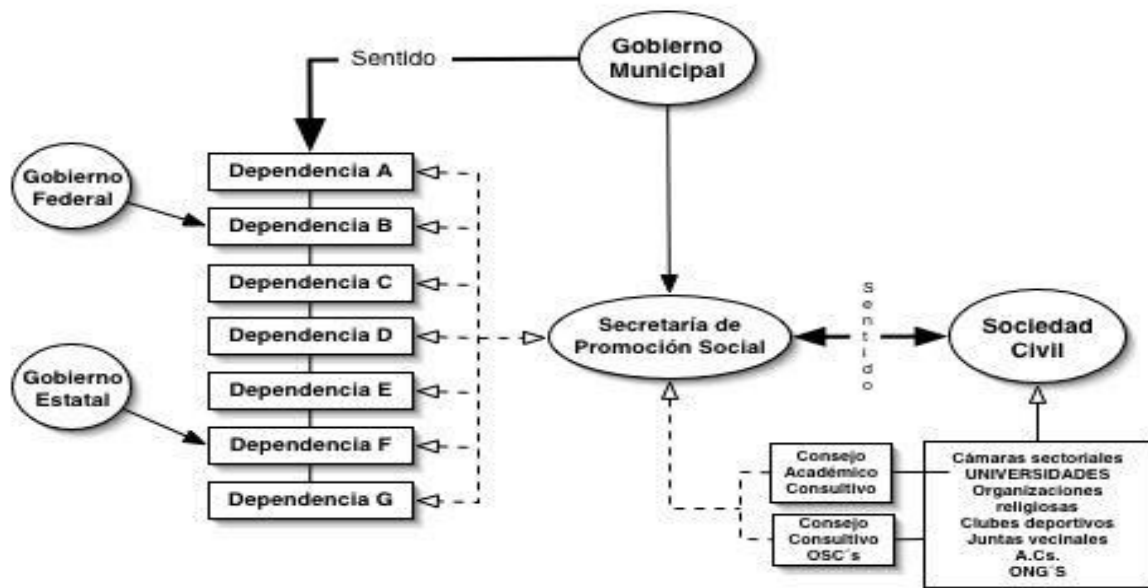 Gobierno
Municipal
Sentido
Gobierno
Federal
Dependencia A
Dependencia B
Dependencia C
Dependencia D
Dependencia E
Dependencia F
Dependencia G
Gobierno
Estatal
Secretaría de
Promoción Social
Sentido
Sociedad
Civil
Consejo
Académico
Consultivo
Consejo
Consultivo
OSC´s
Cámaras sectoriales
UNIVERSIDADES
Organizaciones
religiosas
Clubes deportivos
Juntas vecinales
A.Cs.
ONG´S